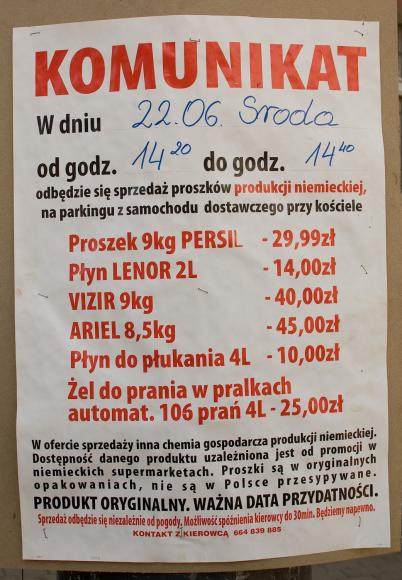 KOMUNIKAT
W dniu 22.06. Sroda
od godz. 14 20 do godz. 14 40
odbędzie się sprzedaż proszków produkcji niemieckiej,
na parkingu z samochodu dostawczego przy kościele
Proszek 9kg PERSIL - 29,99zł
Płyn LENOR 2L - 14,00zł
VIZIR 9kg - 40,00zł
ARIEL 8,5kg - 45,00zł
Płyn do płukania 4L - 10,00zł
Żel do prania w pralkach
automat. 106 prań 4L - 25,00zł
W ofercie sprzedaży inna chemia gospodarcza produkcji niemieckiej.
Dostępność danego produktu uzależniona jest od promocji w
niemieckich supermarketach. Proszki są w oryginalnych
opakowaniach, nie są w Polsce przesypywane.
PRODUKT ORYGINALNY. WAŻNA DATA PRZYDATNOŚCI.
Sprzedaż odbędzie się niezależnie od pogody. Możliwość spóźnienia kierowcy do 30min. Będziemy napewno.
KONTAKT Z KIEROWCĄ 664 839 885